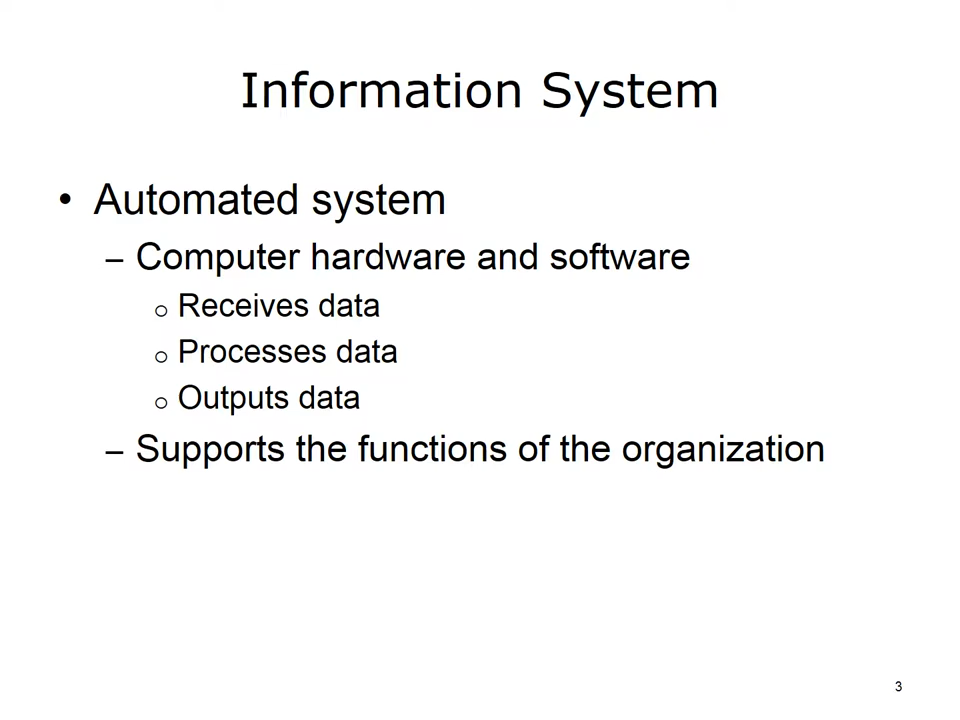 Information System
• Automated system
– Computer hardware and software
o Receives data
o Processes data
o Outputs data
– Supports the functions of the organization
3